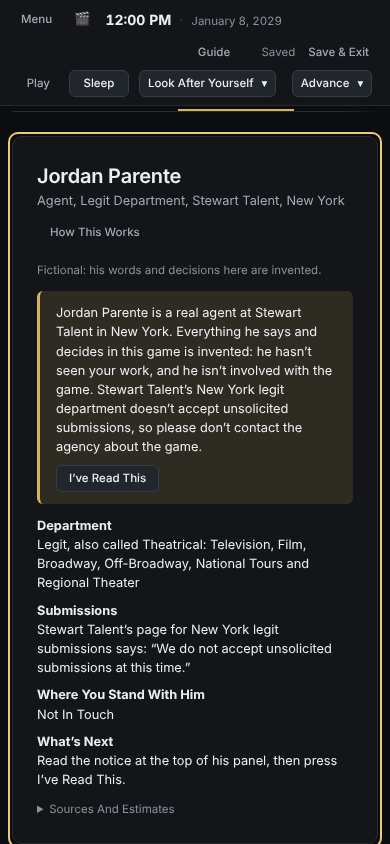 Menu 🎬 12:00 PM · January 8, 2029
Guide Saved Save & Exit
Play Sleep Look After Yourself ▾ Advance ▾
Jordan Parente
Agent, Legit Department, Stewart Talent, New York
How This Works
Fictional: his words and decisions here are invented.
Jordan Parente is a real agent at Stewart
Talent in New York. Everything he says and
decides in this game is invented: he hasn’t
seen your work, and he isn’t involved with the
game. Stewart Talent’s New York legit
department doesn’t accept unsolicited
submissions, so please don’t contact the
agency about the game.
I’ve Read This
Department
Legit, also called Theatrical: Television, Film,
Broadway, Off-Broadway, National Tours and
Regional Theater
Submissions
Stewart Talent’s page for New York legit
submissions says: “We do not accept unsolicited
submissions at this time.”
Where You Stand With Him
Not In Touch
What’s Next
Read the notice at the top of his panel, then press
I’ve Read This.
▸ Sources And Estimates